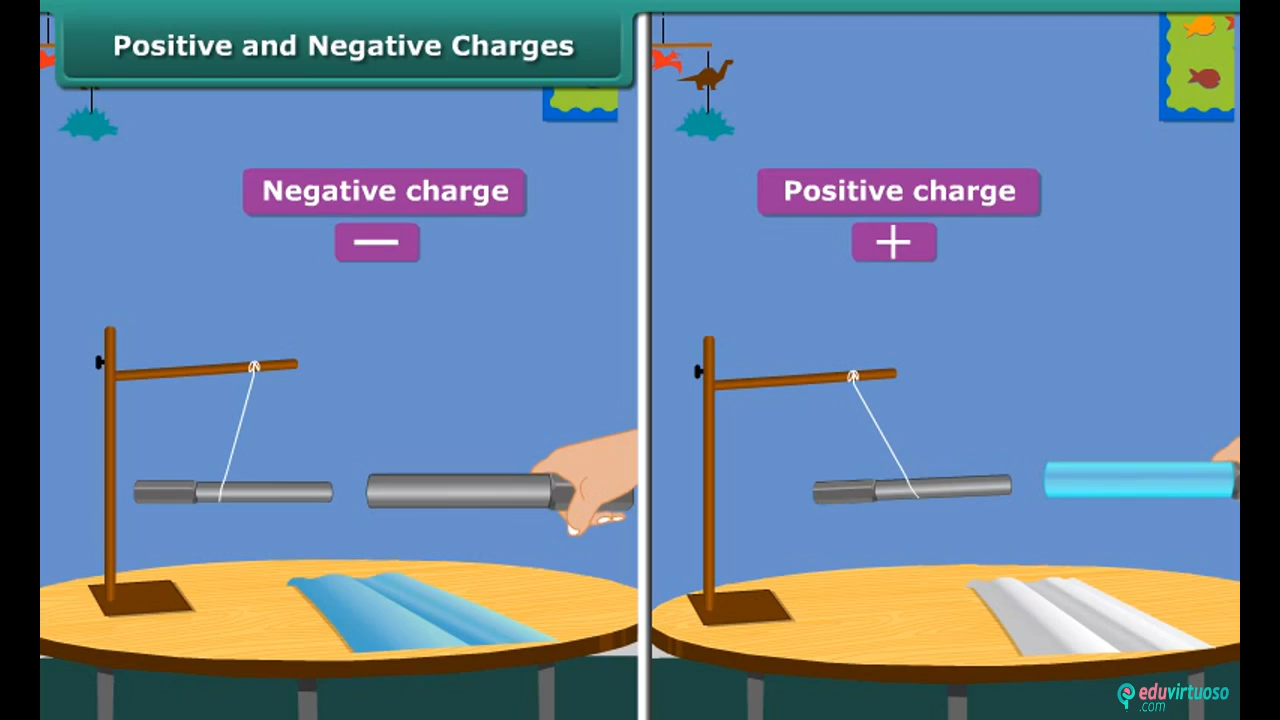 Positive and Negative Charges
Negative charge
—
Positive charge
+
eduvirtuoso
.com